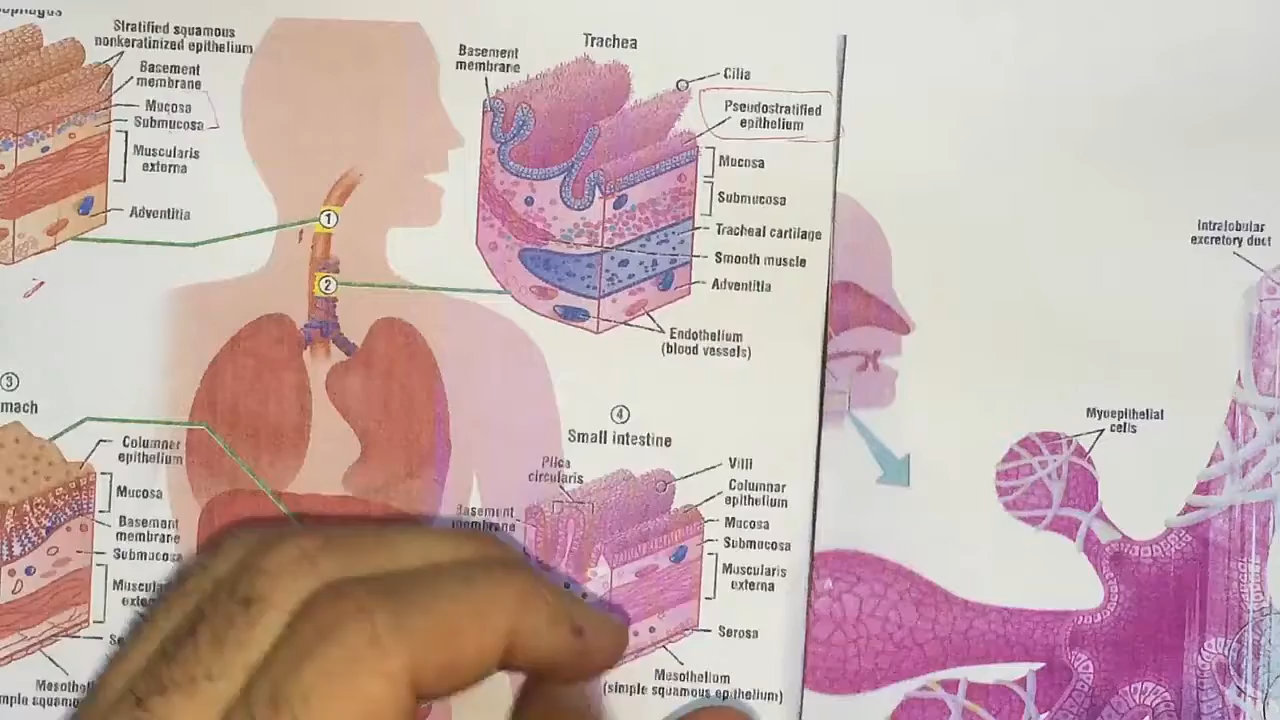 Stratified squamous
nonkeratinized epithelium
Basement
membrane
Mucosa
Submucosa
Muscularis
externa
Adventitia
1
2
Trachea
Basement
membrane
Cilia
Pseudostratified
epithelium
Mucosa
Submucosa
Tracheal cartilage
Smooth muscle
Adventitia
Endothelium
(blood vessels)
3
Columnar
epithelium
Mucosa
Basement
membrane
Submucosa
4
Small intestine
Plica
circularis
Villi
Columnar
epithelium
Basement
membrane
Mucosa
Submucosa
Muscularis
externa
Serosa
Mesothelium
(simple squamous epithelium)
Intralobular
excretory duct
Myoepithelial
cells